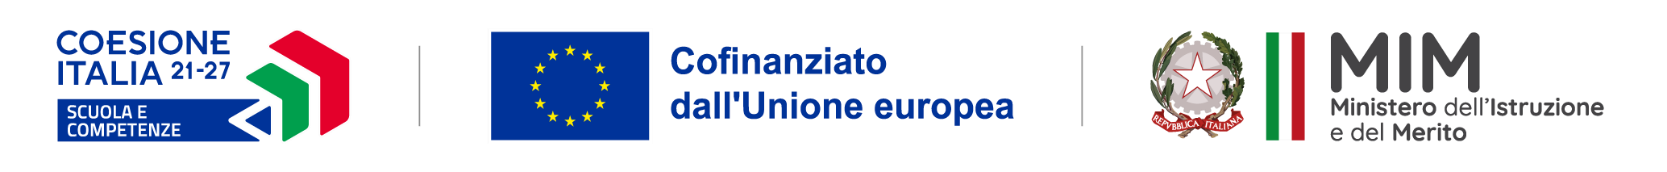 COESIONE
ITALIA 21-27
SCUOLA E
COMPETENZE
Cofinanziato
dall'Unione europea
REPVBBLICA ITALIANA
MIM
Ministero dell'Istruzione
e del Merito